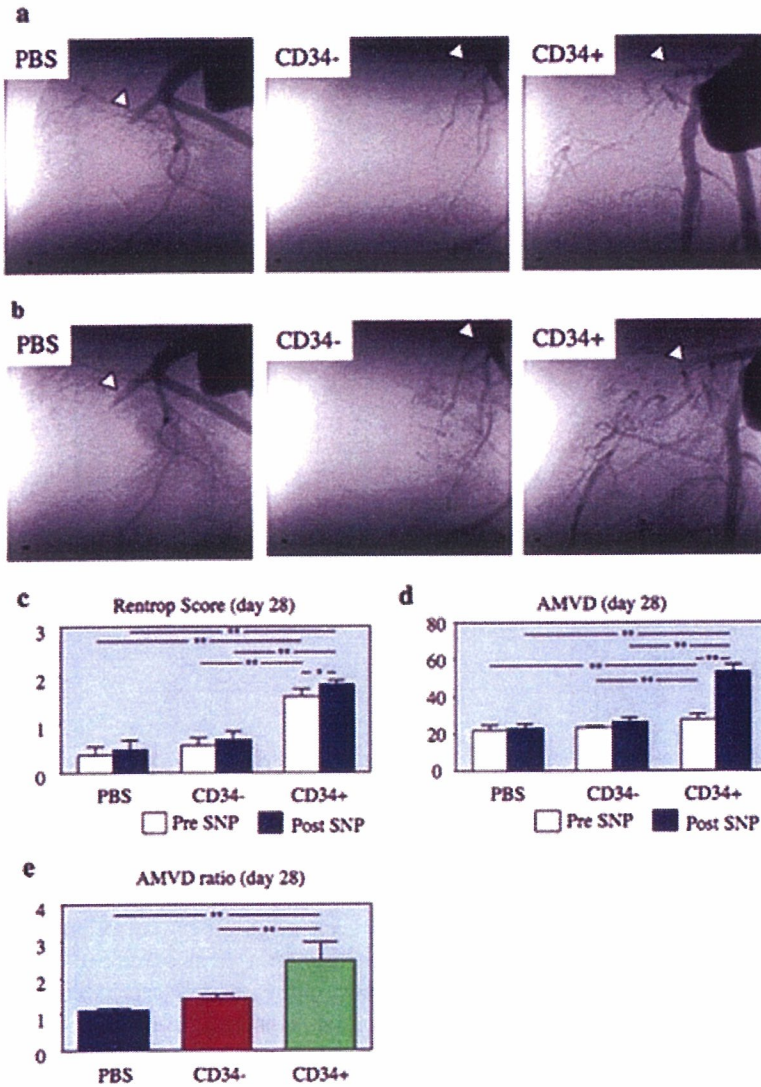 a
PBS
CD34-
CD34+
b
PBS
CD34-
CD34+
c
Rentrop Score (day 28)
3
2
1
0
**
**
**
**
*
PBS
CD34-
CD34+
Pre SNP
Post SNP
d
AMVD (day 28)
80
60
40
20
0
**
**
**
**
**
PBS
CD34-
CD34+
Pre SNP
Post SNP
e
AMVD ratio (day 28)
4
3
2
1
0
**
**
PBS
CD34-
CD34+